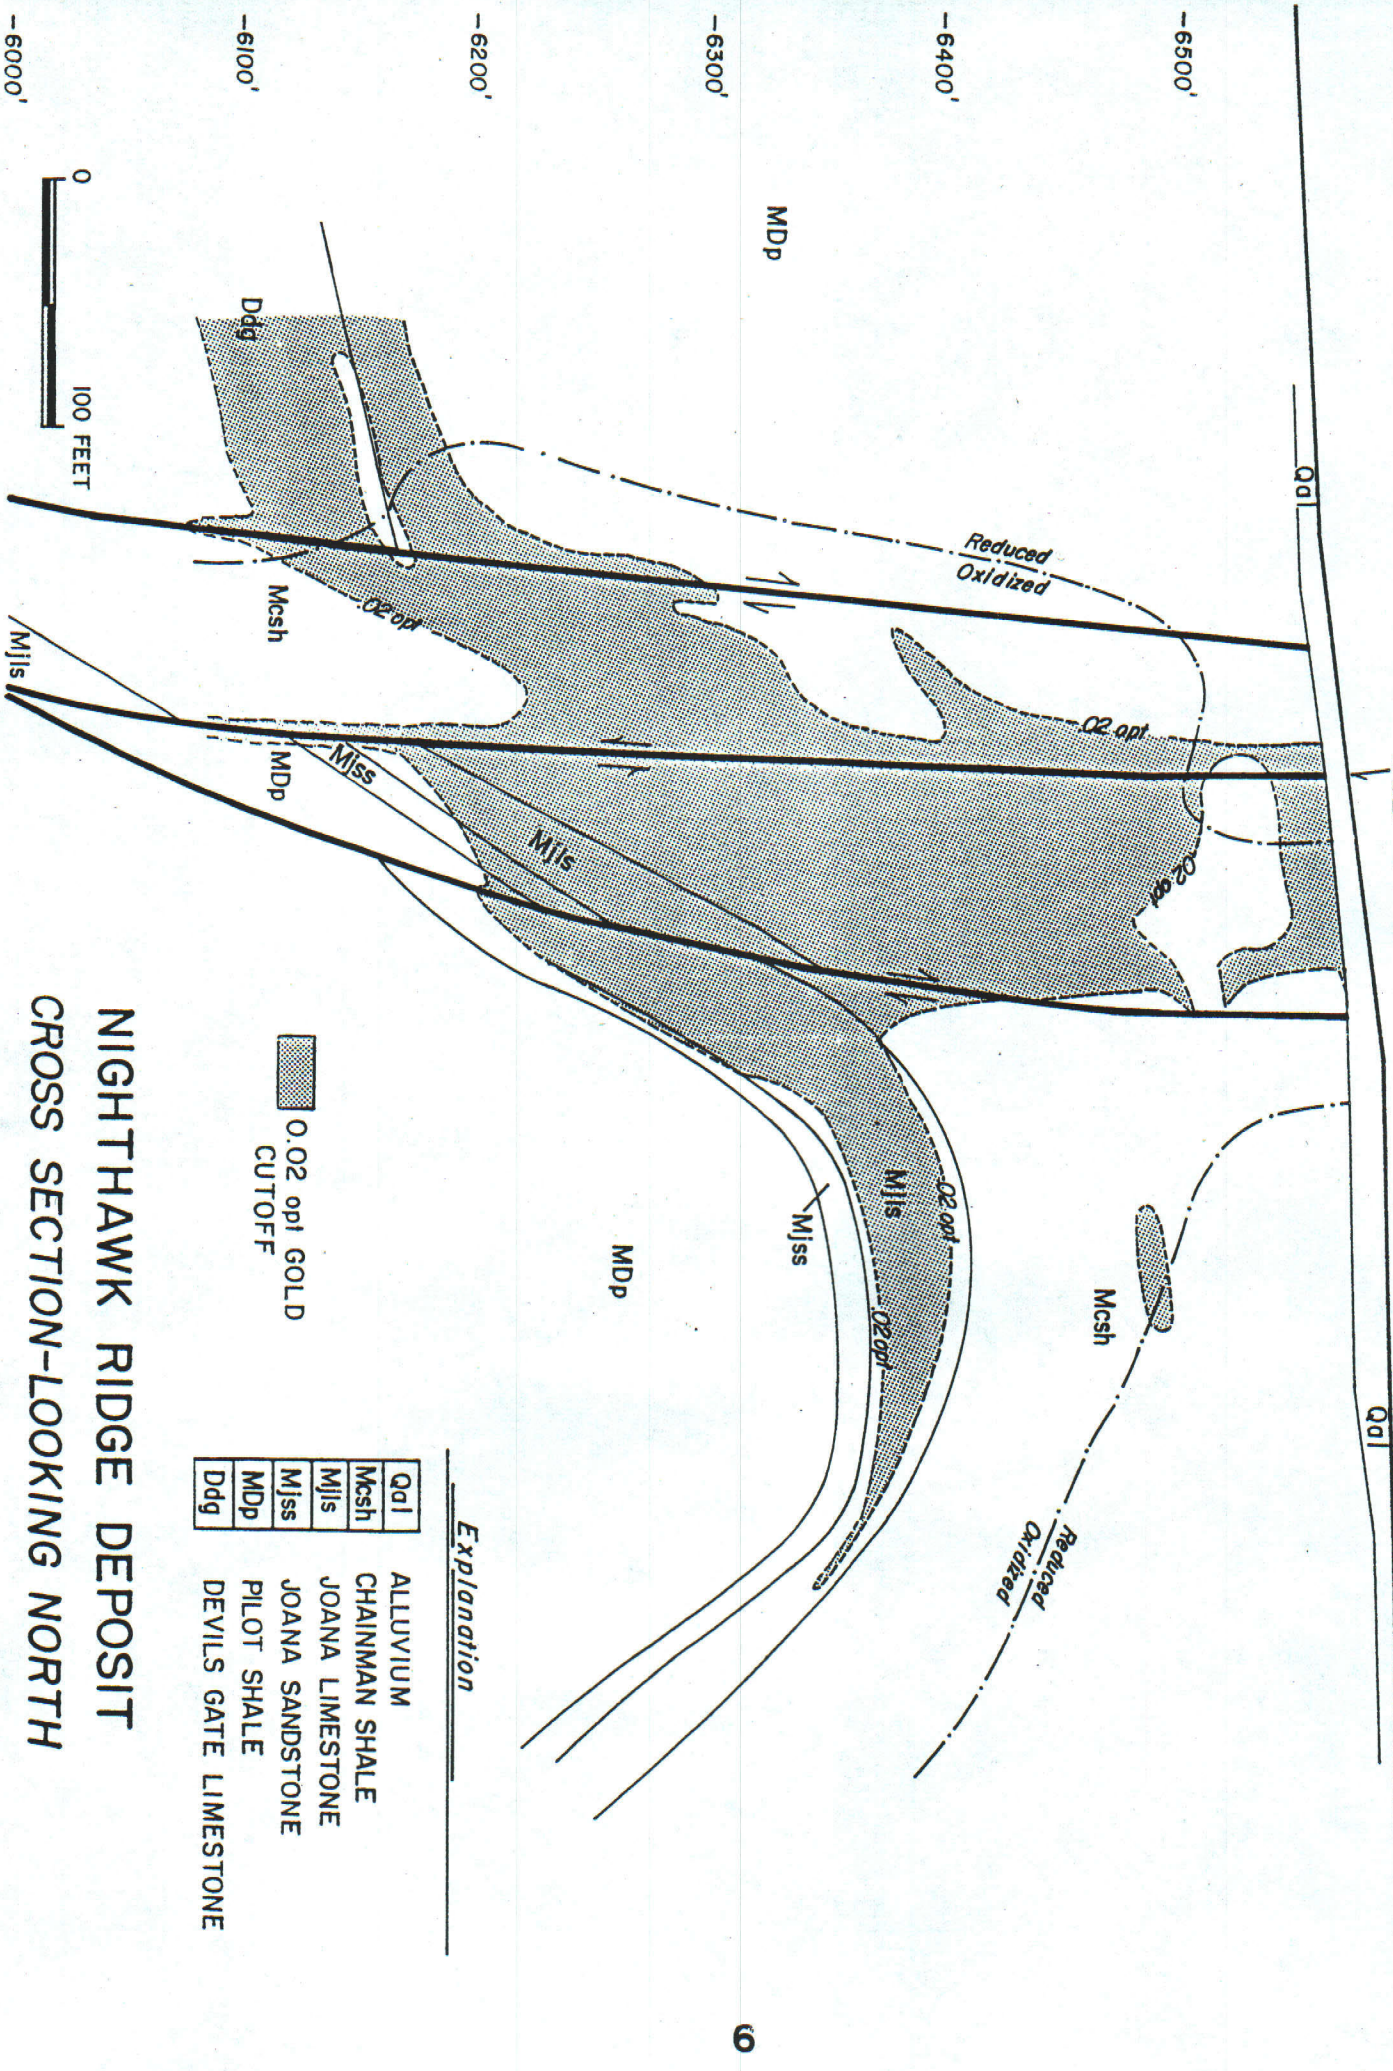 -6500'
-6400'
-6300'
-6200'
-6100'
-6000'
Qal
Qal
MDp
Reduced
Oxidized
.02 opt
.02 opt
Mcsh
Reduced
Oxidized
.02 opt
Mjls
.02 opt
Mjss
MDp
Mjls
Mjss
MDp
.02 opt
Mcsh
Ddg
Mjls
0
100 FEET
0.02 opt GOLD
CUTOFF
Explanation
Qal ALLUVIUM
Mcsh CHAINMAN SHALE
Mjls JOANA LIMESTONE
Mjss JOANA SANDSTONE
MDp PILOT SHALE
Ddg DEVILS GATE LIMESTONE
NIGHTHAWK RIDGE DEPOSIT
CROSS SECTION-LOOKING NORTH
6